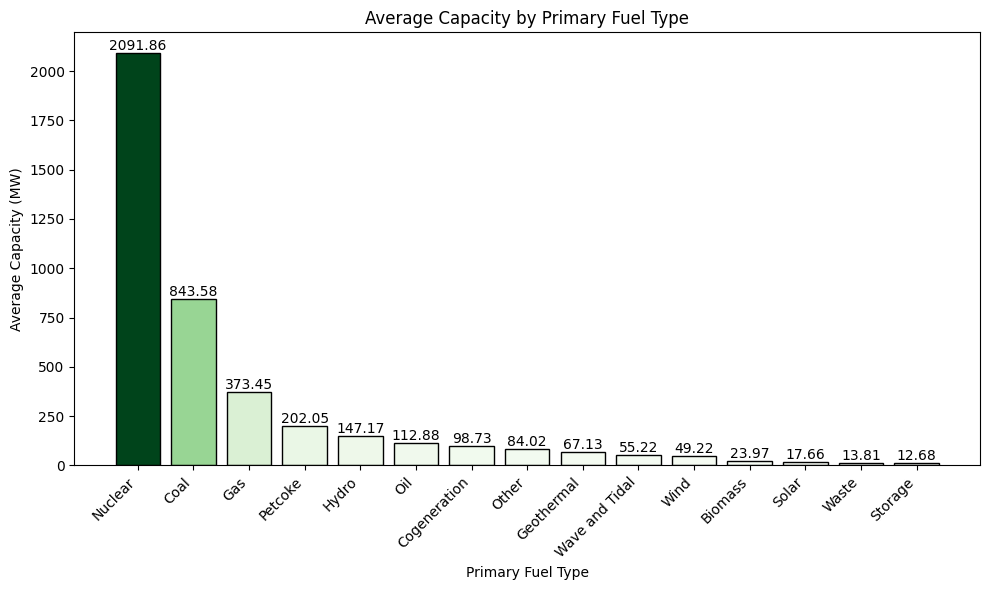 Average Capacity by Primary Fuel Type
Average Capacity (MW)
2000
1750
1500
1250
1000
750
500
250
0
2091.86
843.58
373.45
202.05
147.17
112.88
98.73
84.02
67.13
55.22
49.22
23.97
17.66
13.81
12.68
Nuclear
Coal
Gas
Petcoke
Hydro
Oil
Cogeneration
Other
Geothermal
Wave and Tidal
Wind
Biomass
Solar
Waste
Storage
Primary Fuel Type